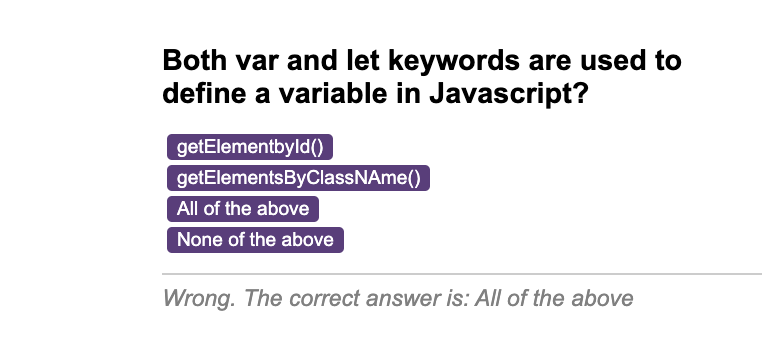 Both var and let keywords are used to
define a variable in Javascript?
getElementbyId()
getElementsByClassNAme()
All of the above
None of the above
Wrong. The correct answer is: All of the above